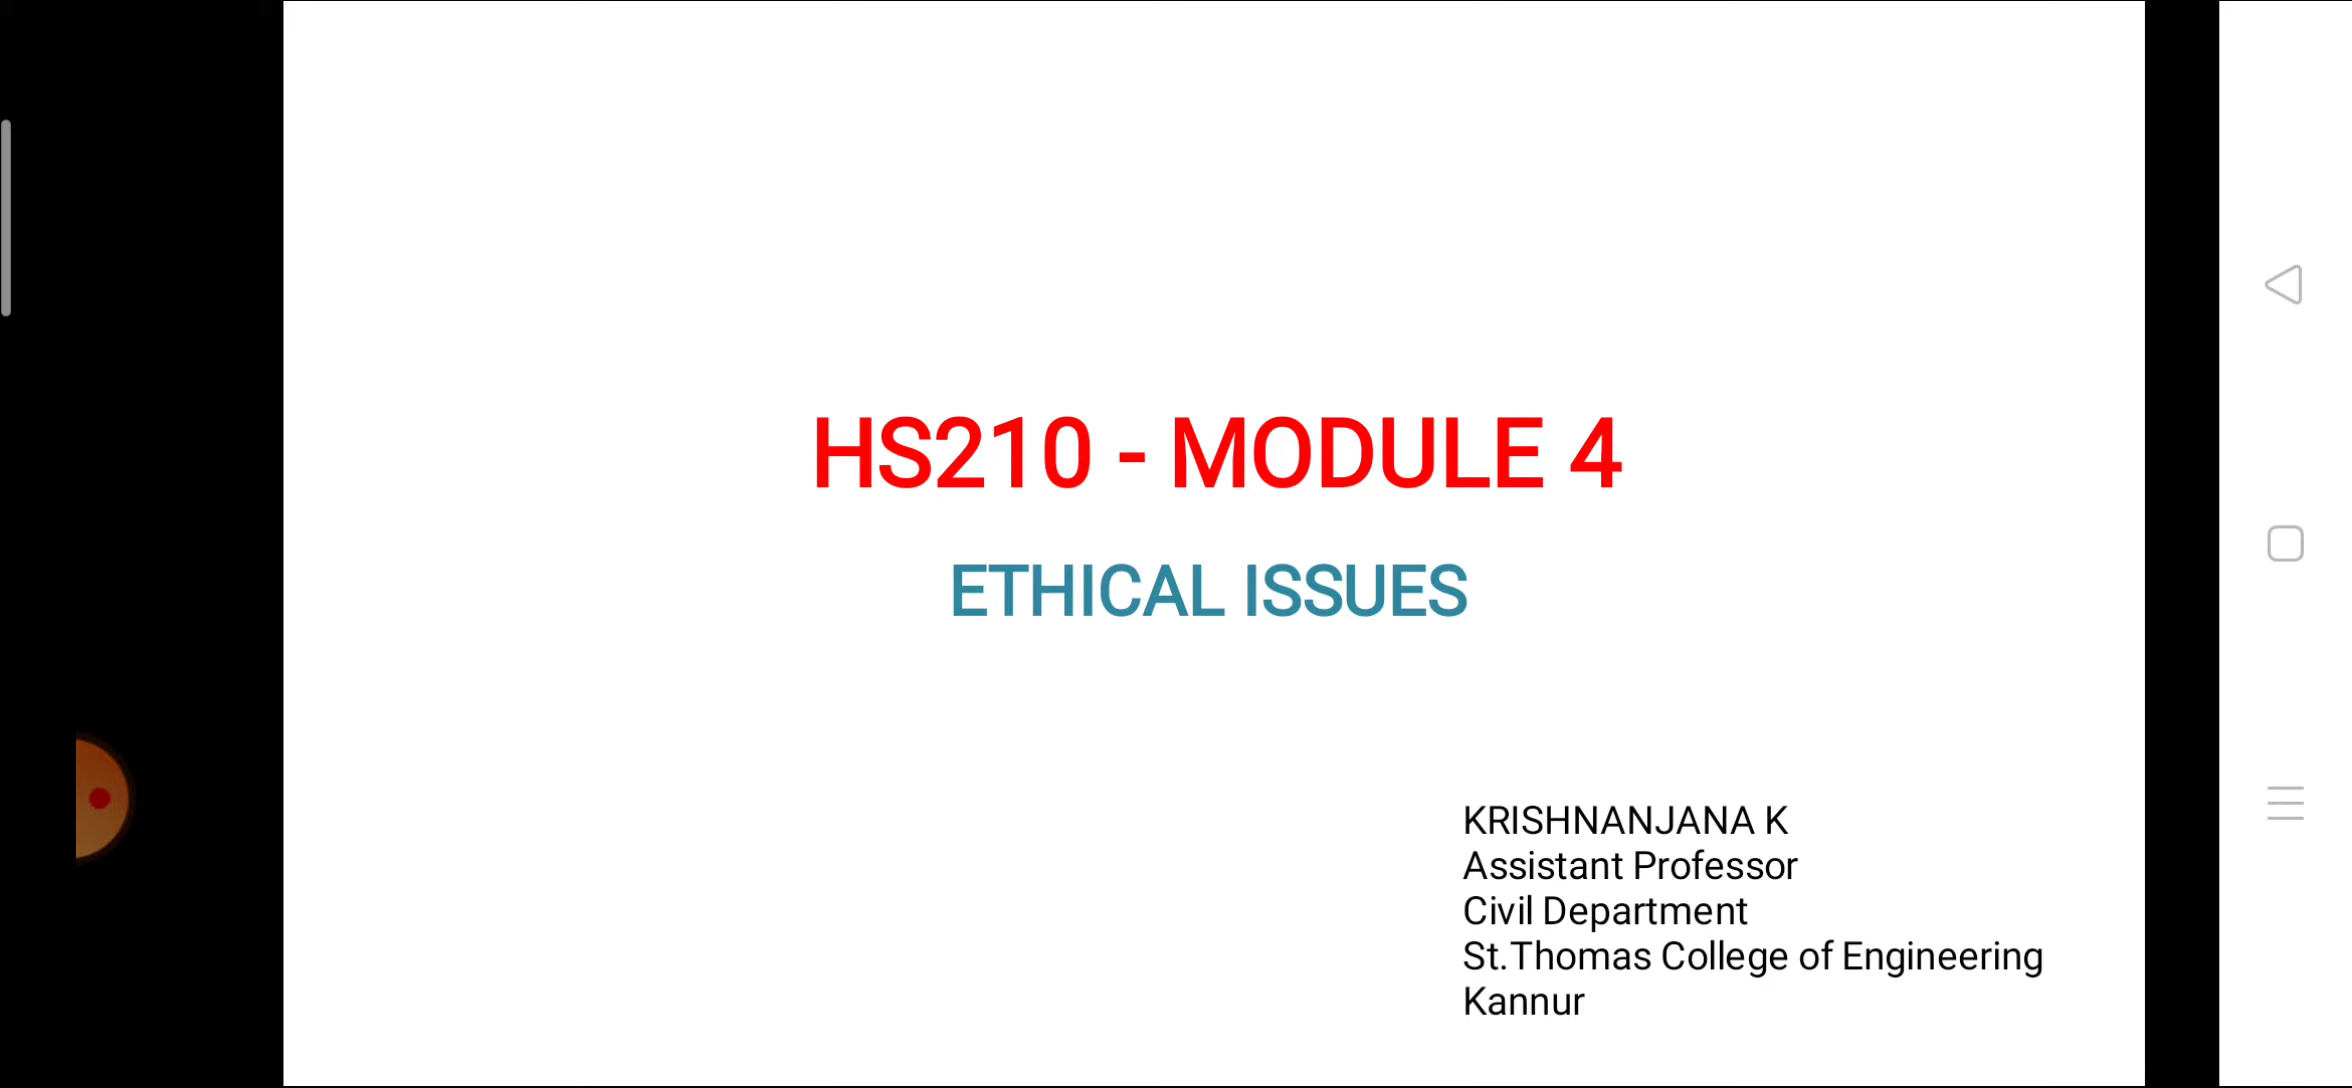 HS210 - MODULE 4
ETHICAL ISSUES
KRISHNANJANA K
Assistant Professor
Civil Department
St.Thomas College of Engineering
Kannur